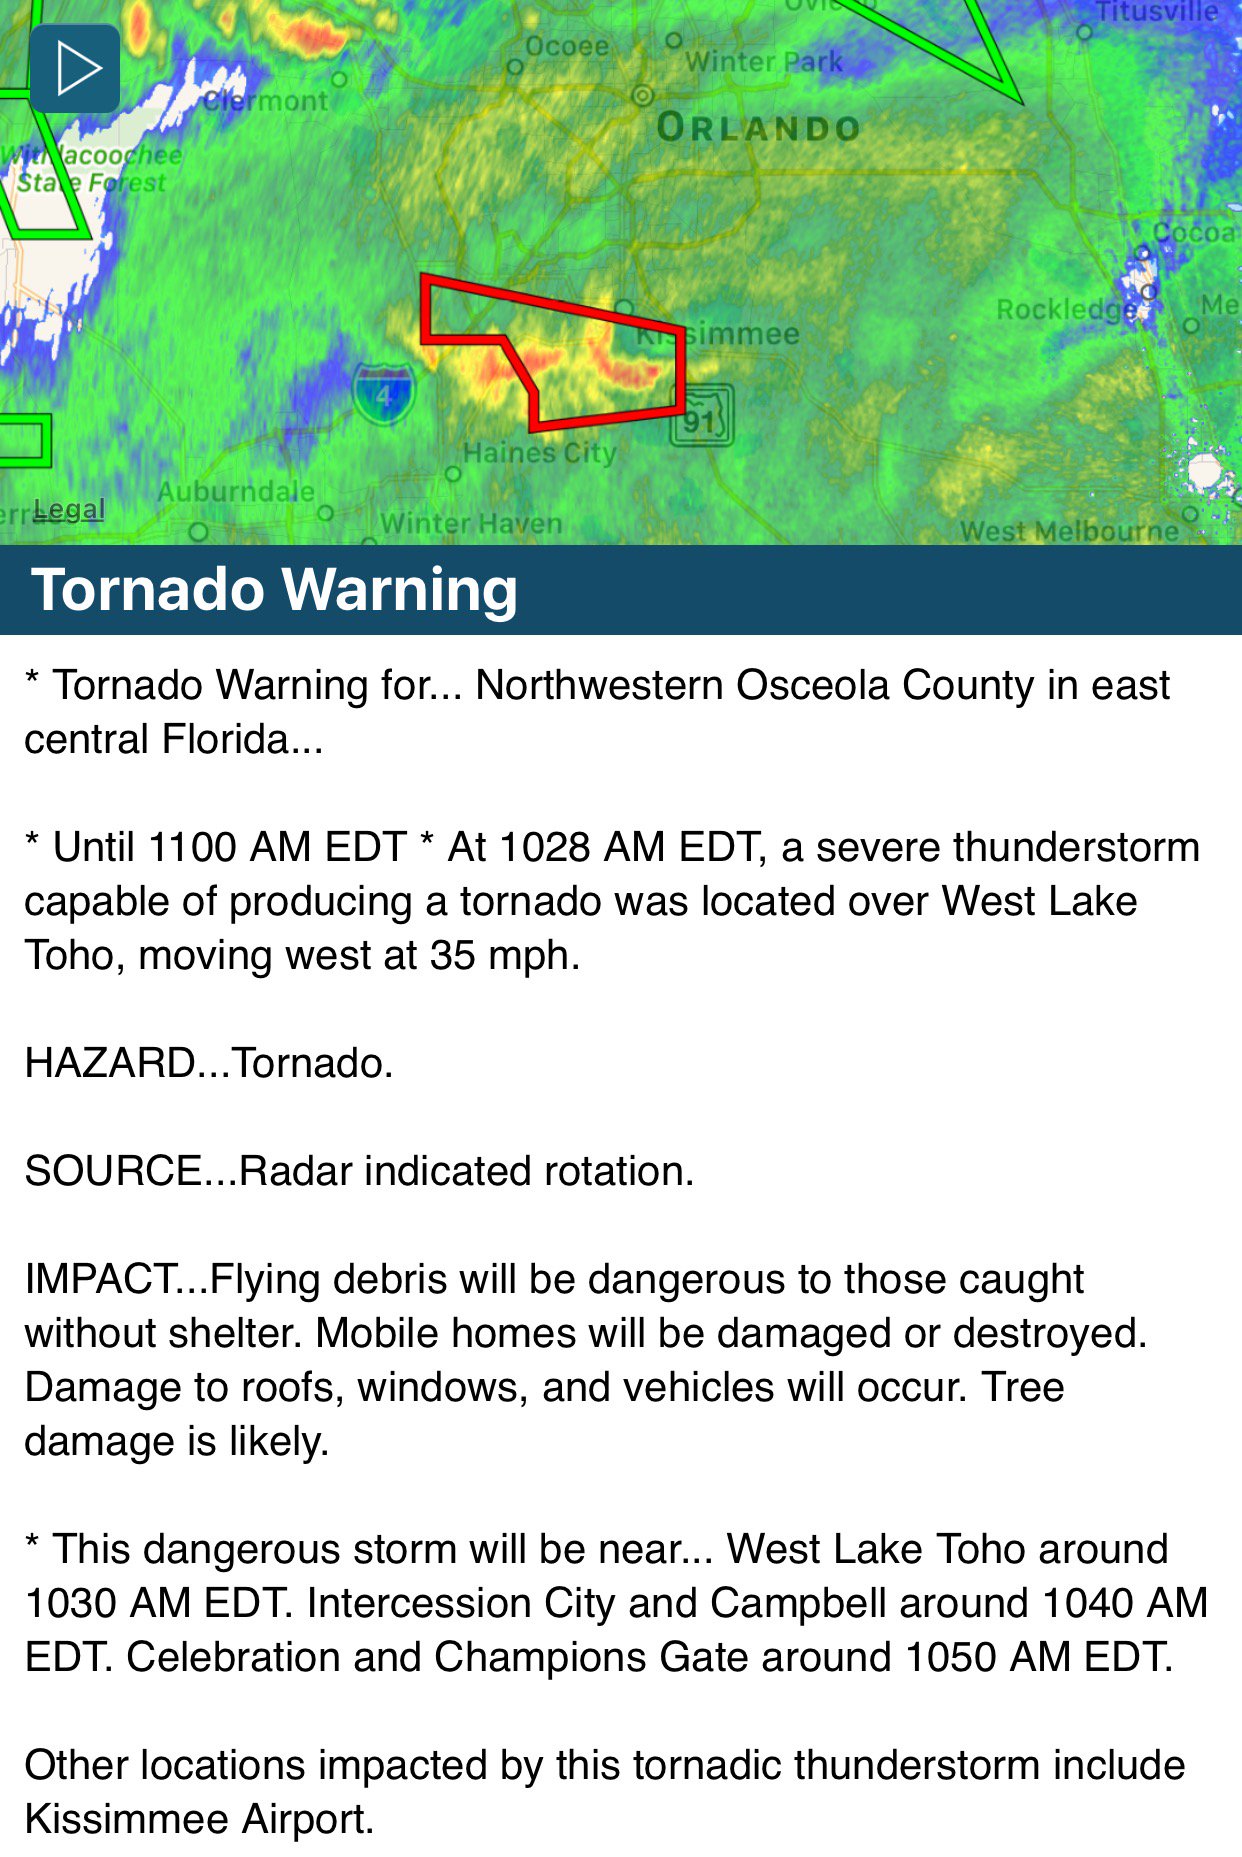 Oviedo
Titusville
Ocoee
Winter Park
Clermont
ORLANDO
Withlacoochee
State Forest
Cocoa
Rockledge
Me
Kissimmee
4
91
Haines City
Auburndale
Legal
Winter Haven
West Melbourne
Tornado Warning
* Tornado Warning for... Northwestern Osceola County in east
central Florida...
* Until 1100 AM EDT * At 1028 AM EDT, a severe thunderstorm
capable of producing a tornado was located over West Lake
Toho, moving west at 35 mph.
HAZARD...Tornado.
SOURCE...Radar indicated rotation.
IMPACT...Flying debris will be dangerous to those caught
without shelter. Mobile homes will be damaged or destroyed.
Damage to roofs, windows, and vehicles will occur. Tree
damage is likely.
* This dangerous storm will be near... West Lake Toho around
1030 AM EDT. Intercession City and Campbell around 1040 AM
EDT. Celebration and Champions Gate around 1050 AM EDT.
Other locations impacted by this tornadic thunderstorm include
Kissimmee Airport.